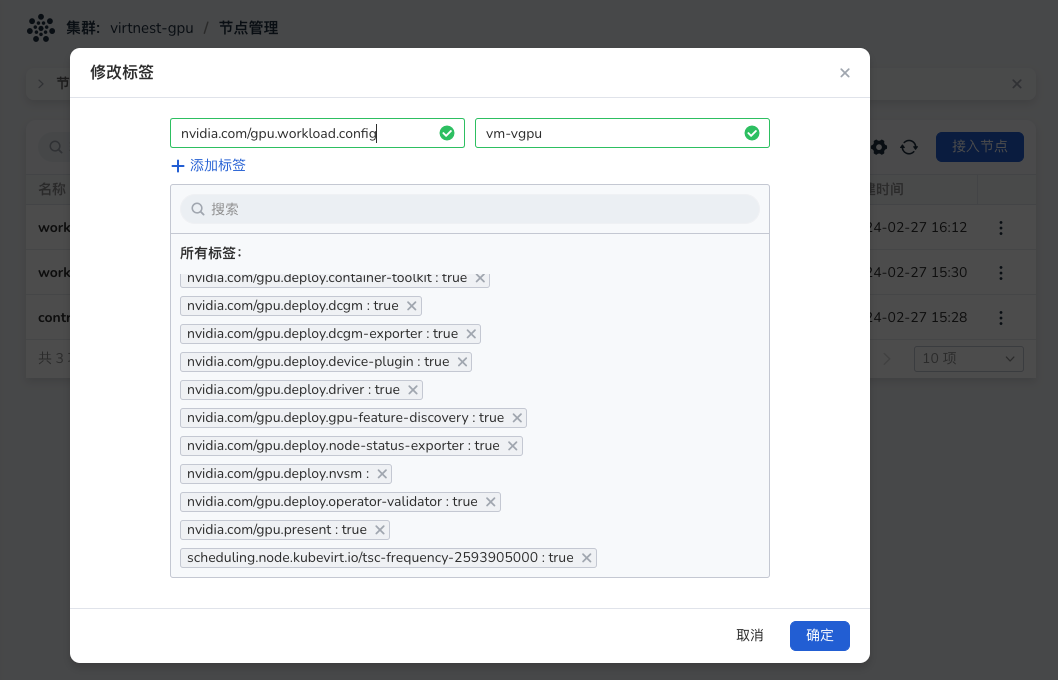 集群: virtnest-gpu / 节点管理
节
修改标签
nvidia.com/gpu.workload.config vm-vgpu
添加标签
接入节点
搜索
名称
建时间
所有标签:
work
24-02-27 16:12
nvidia.com/gpu.deploy.container-toolkit : true
work
24-02-27 15:30
nvidia.com/gpu.deploy.dcgm : true
contr
24-02-27 15:28
nvidia.com/gpu.deploy.dcgm-exporter : true
共 3
10 项
nvidia.com/gpu.deploy.device-plugin : true
nvidia.com/gpu.deploy.driver : true
nvidia.com/gpu.deploy.gpu-feature-discovery : true
nvidia.com/gpu.deploy.node-status-exporter : true
nvidia.com/gpu.deploy.nvsm :
nvidia.com/gpu.deploy.operator-validator : true
nvidia.com/gpu.present : true
scheduling.node.kubevirt.io/tsc-frequency-2593905000 : true
取消 确定